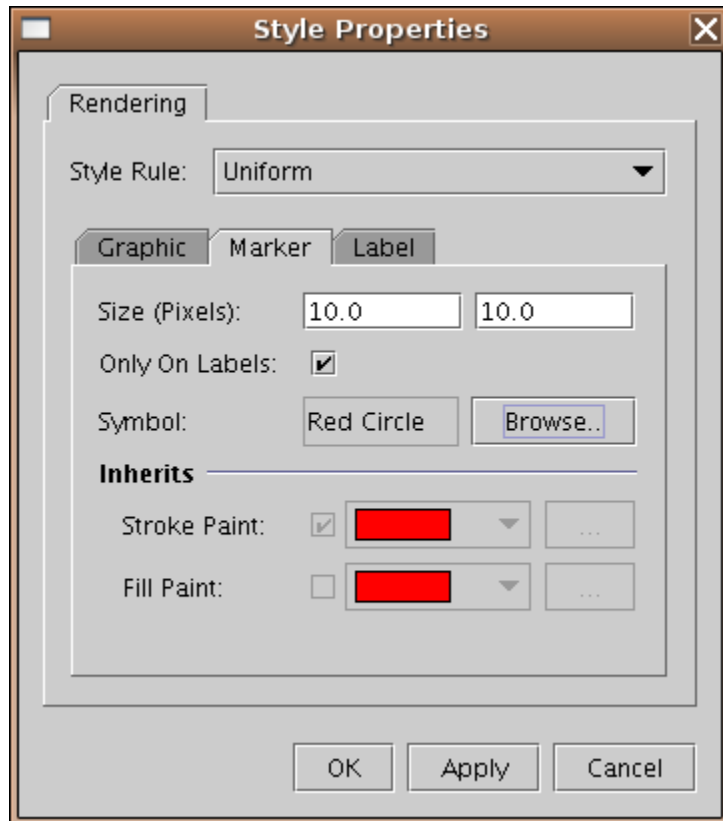 Style Properties
Rendering
Style Rule: Uniform
Graphic Marker Label
Size (Pixels): 10.0 10.0
Only On Labels:
Symbol: Red Circle Browse..
Inherits
Stroke Paint: ...
Fill Paint: ...
OK Apply Cancel